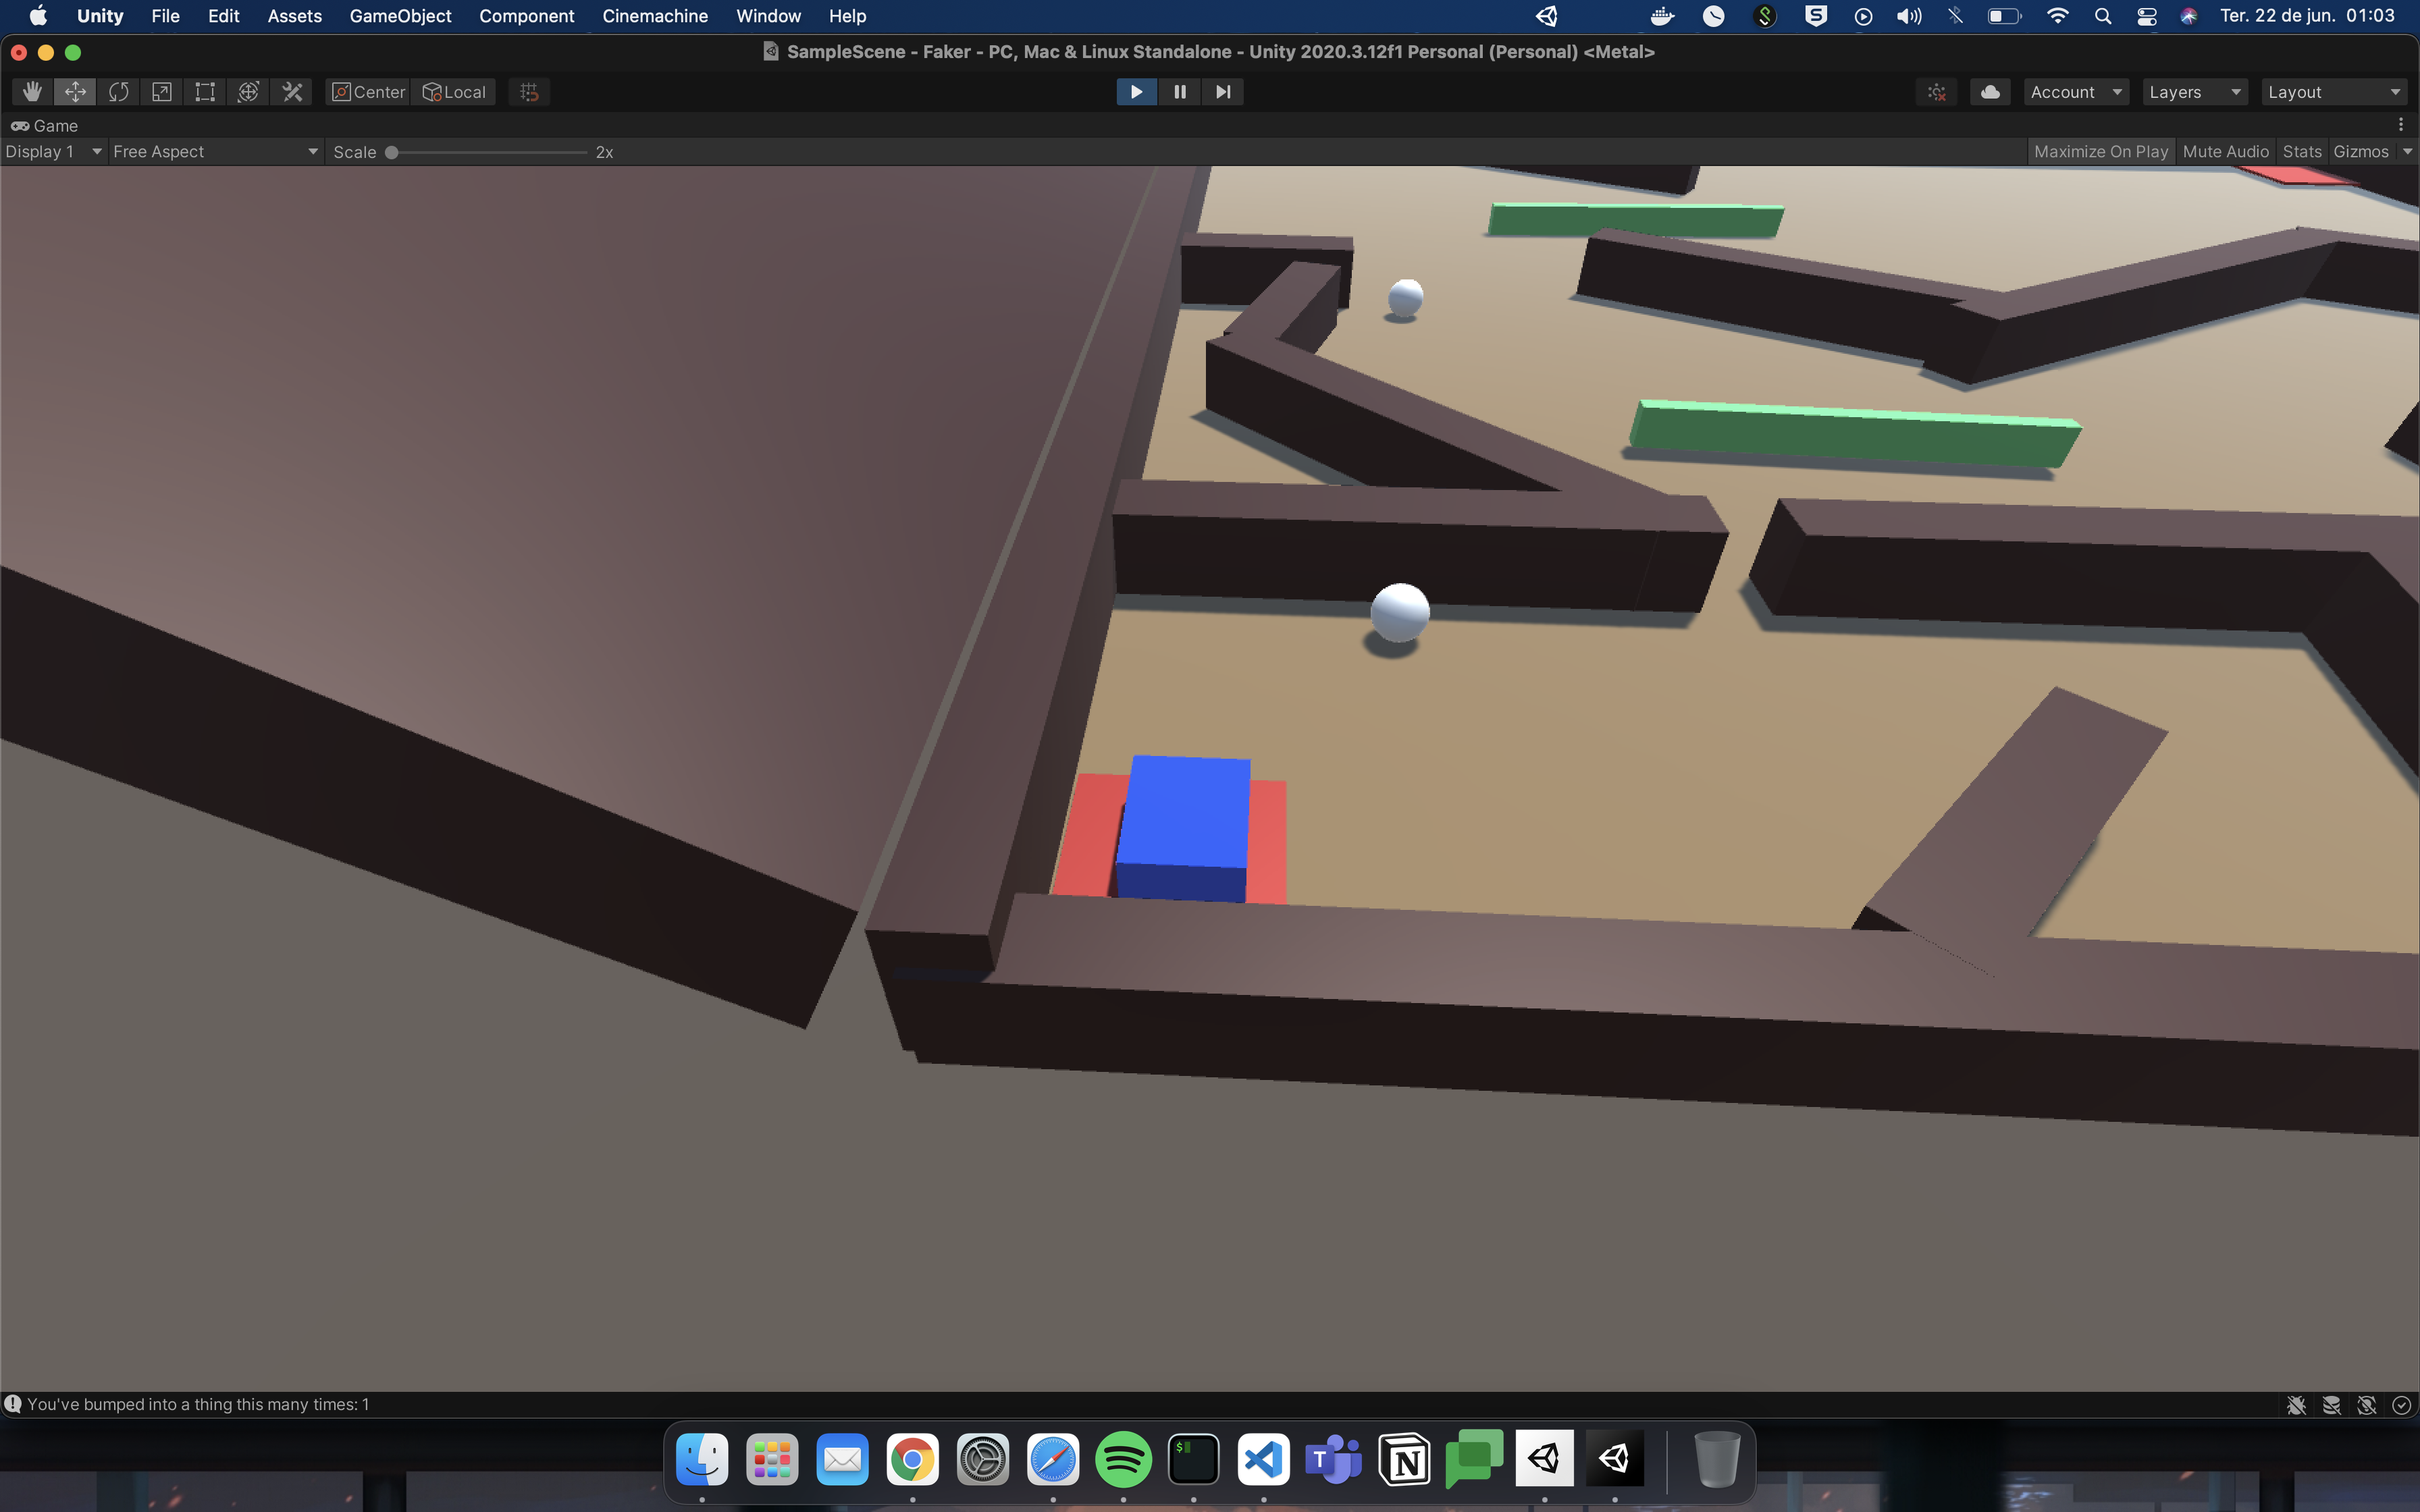 Unity File Edit Assets GameObject Component Cinemachine Window Help Ter. 22 de jun. 01:03
SampleScene - Faker - PC, Mac & Linux Standalone - Unity 2020.3.12f1 Personal (Personal) <Metal>
Center Local Account Layers Layout
Game
Display 1 Free Aspect Scale 2x Maximize On Play Mute Audio Stats Gizmos
You've bumped into a thing this many times: 1